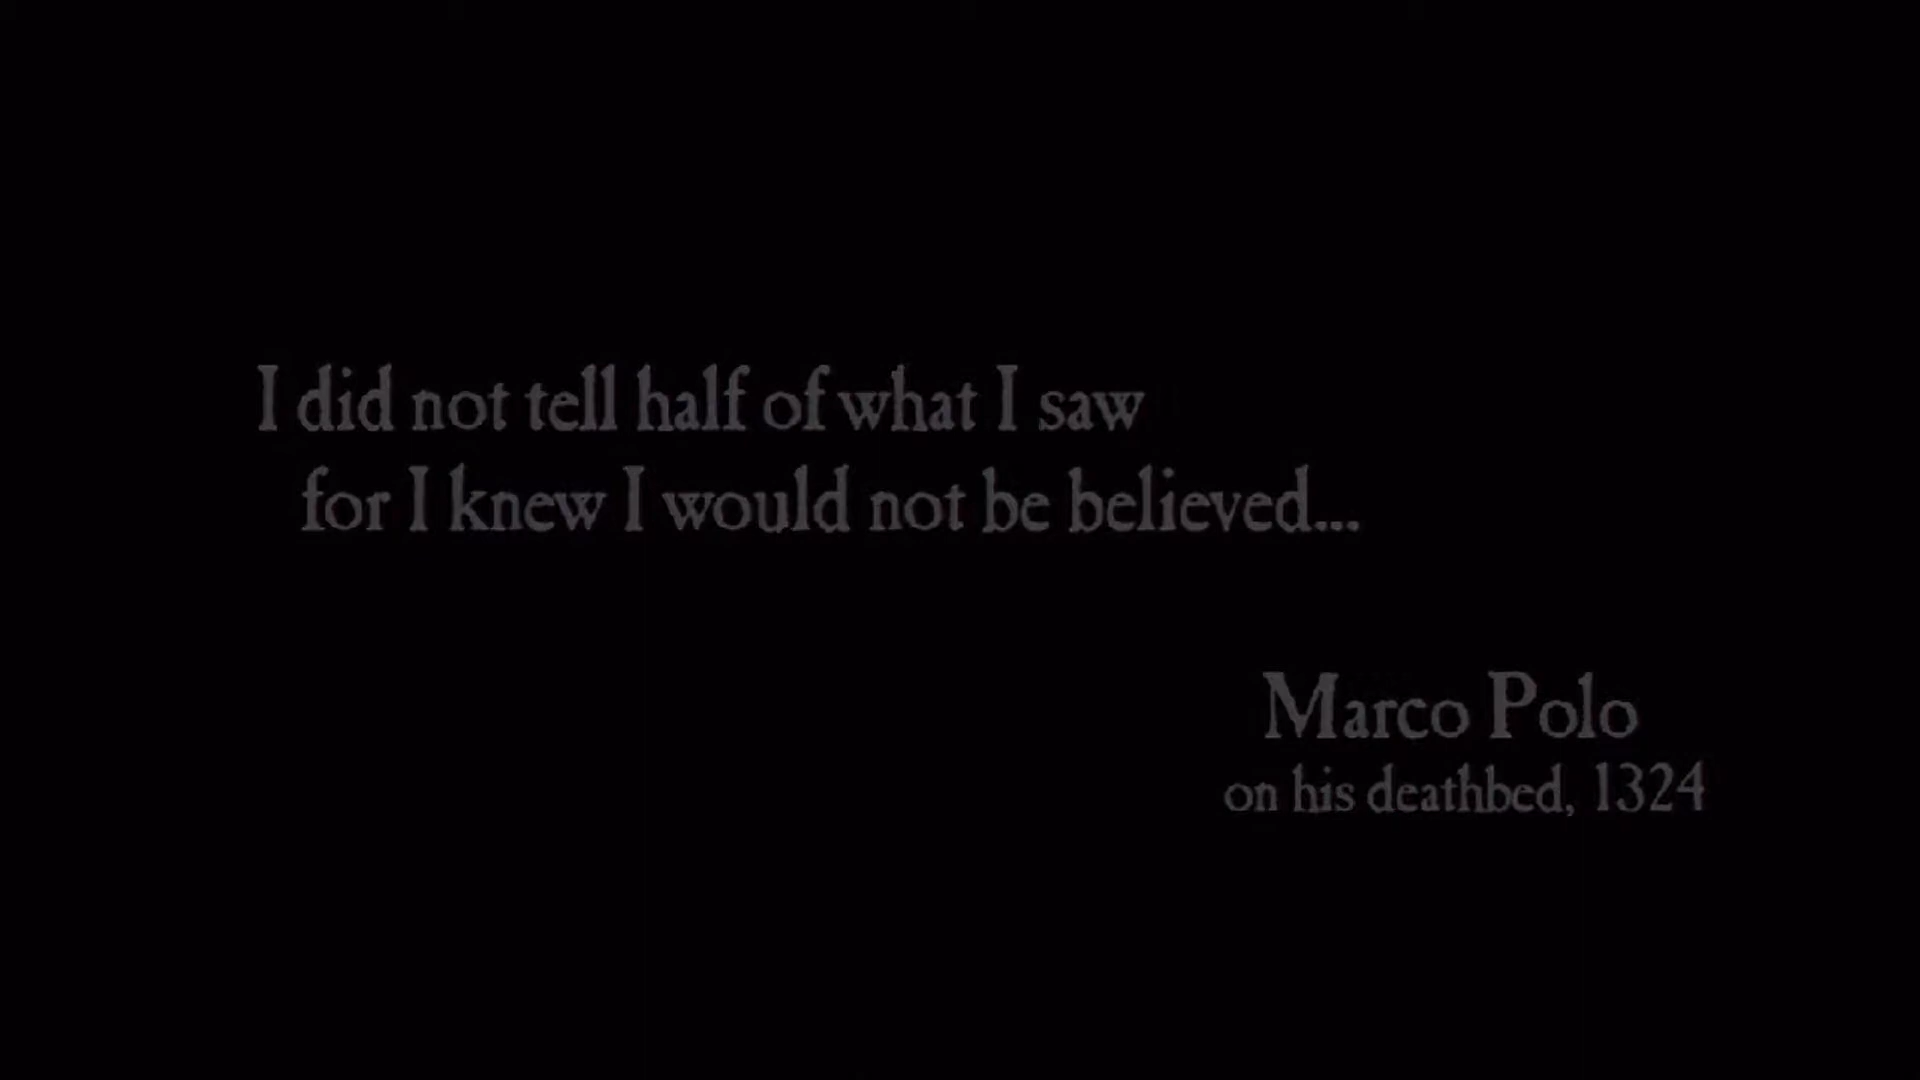 I did not tell half of what I saw
for I knew I would not be believed...
Marco Polo
on his deathbed, 1324